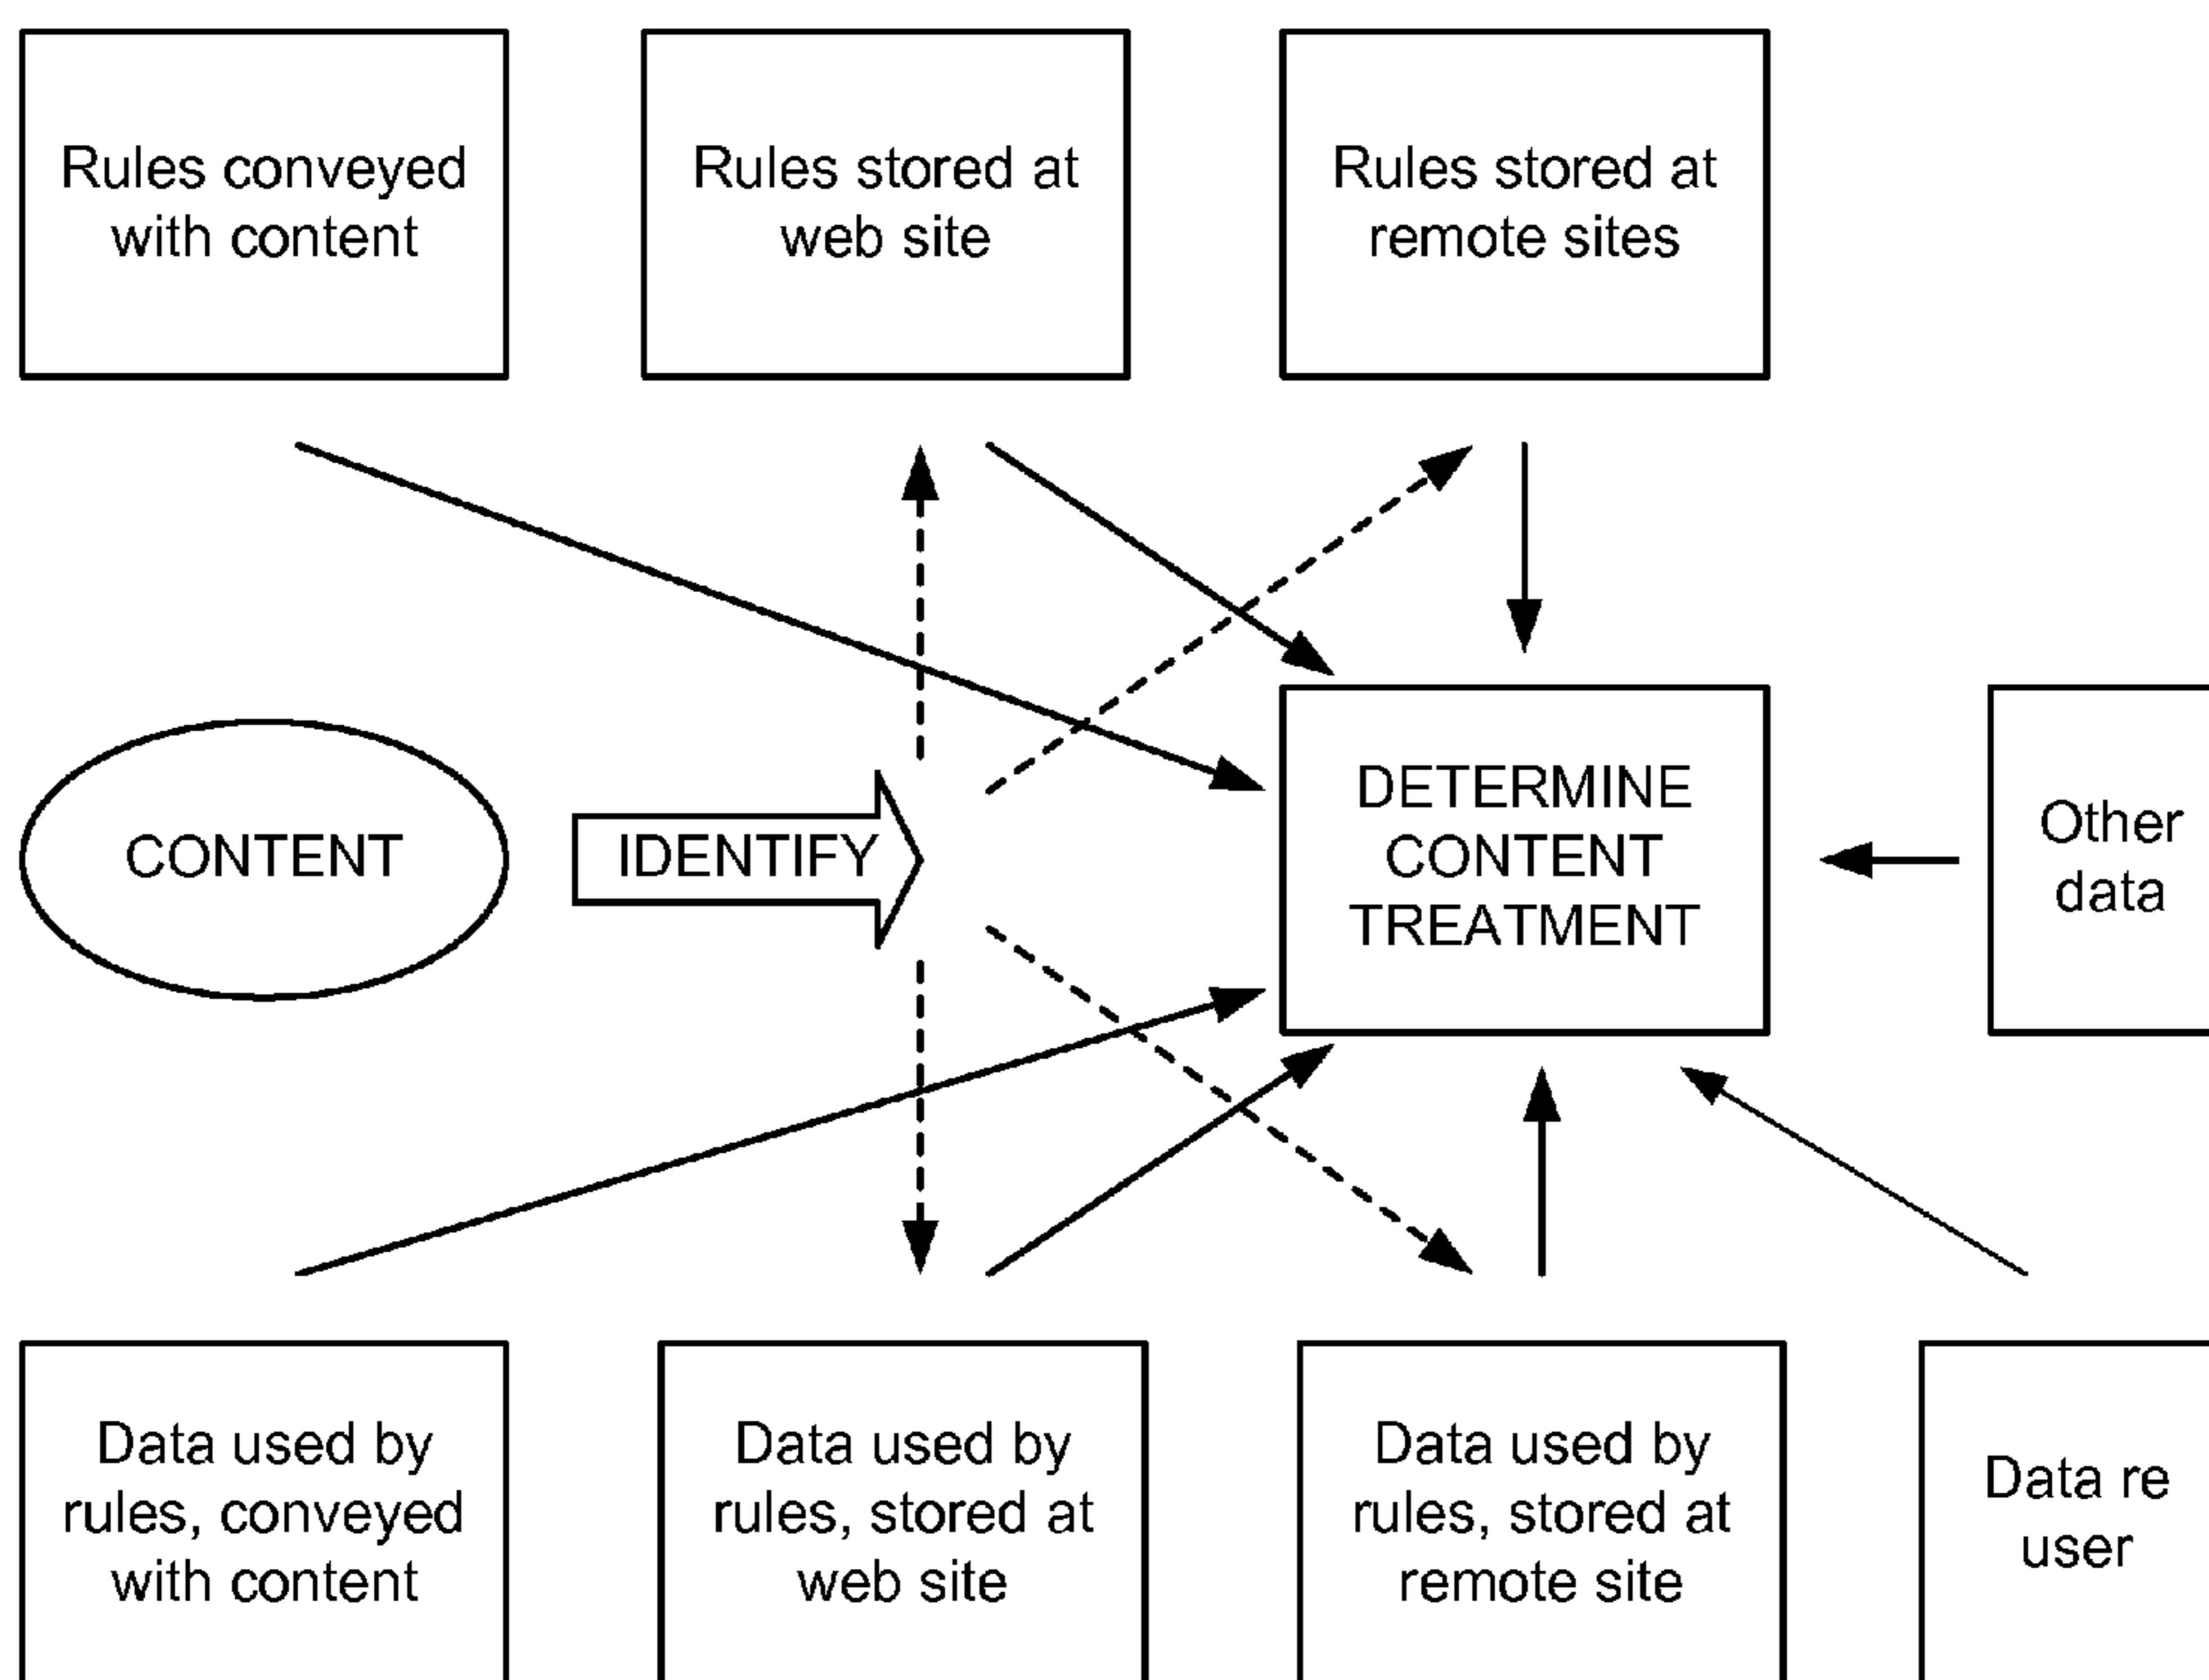 Rules conveyed
with content
Rules stored at
web site
Rules stored at
remote sites
CONTENT
IDENTIFY
DETERMINE
CONTENT
TREATMENT
Other
data
Data used by
rules, conveyed
with content
Data used by
rules, stored at
web site
Data used by
rules, stored at
remote site
Data re
user